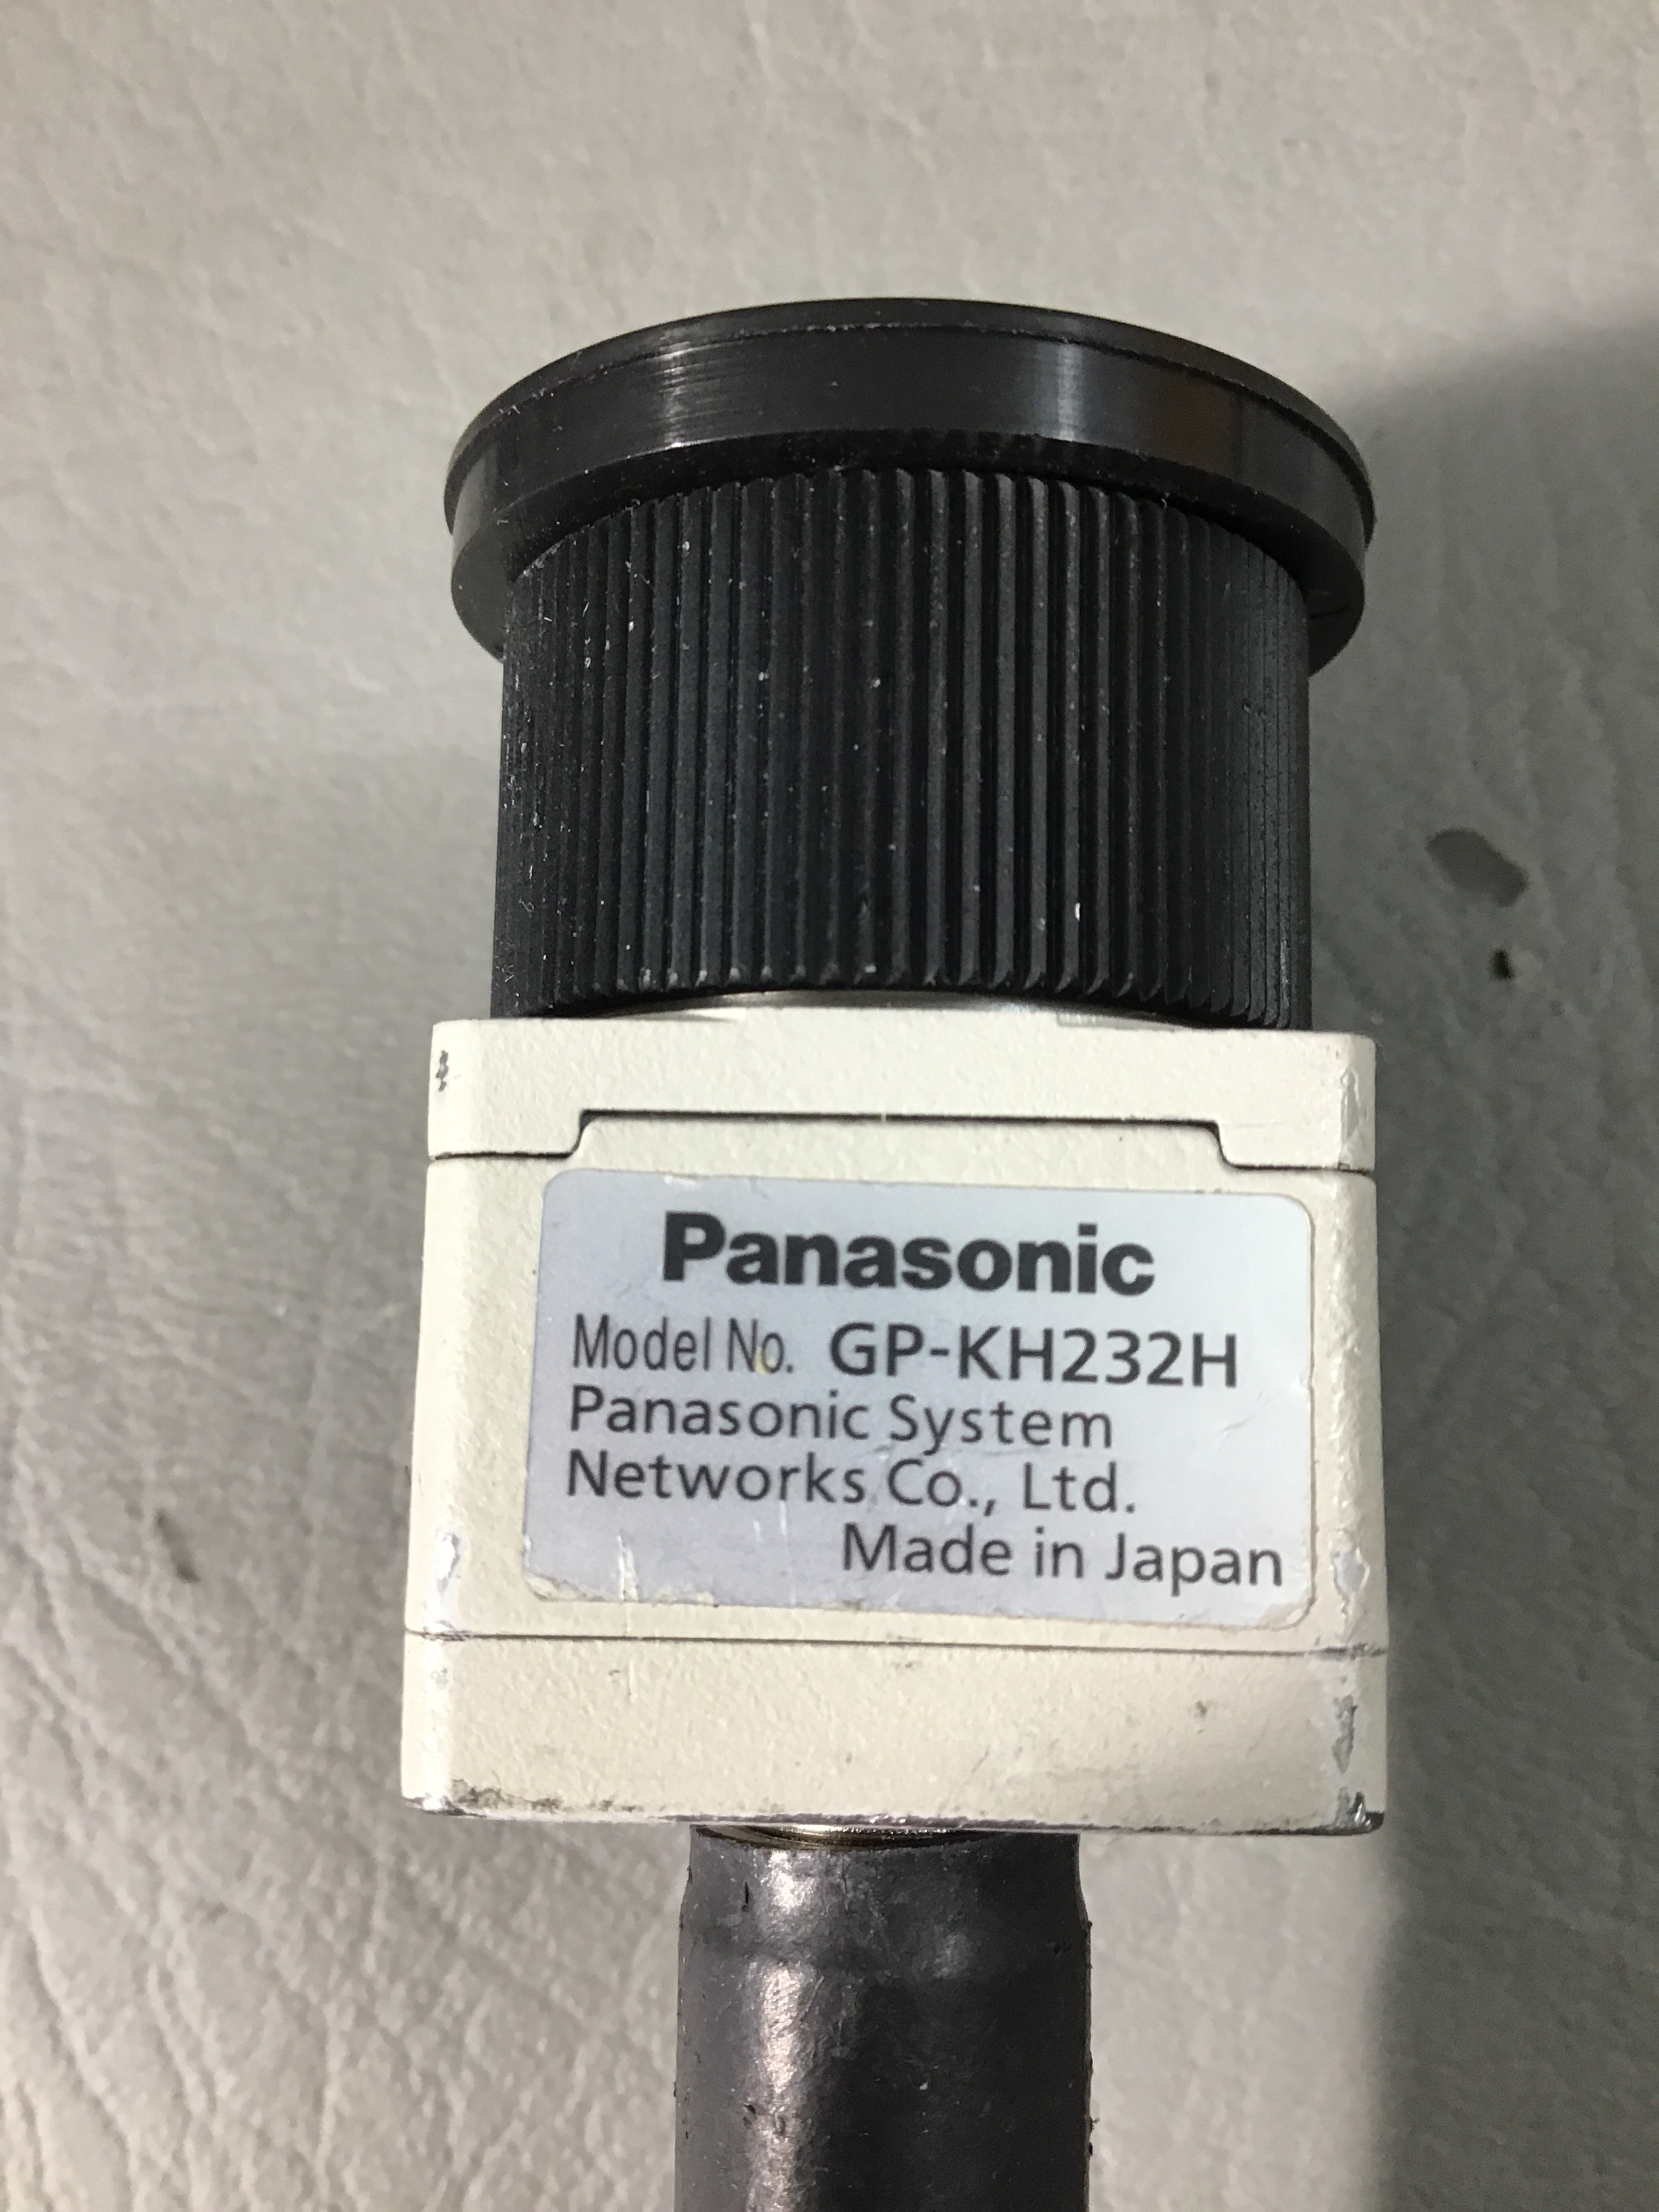 Panasonic
Model No. GP-KH232H
Panasonic System
Networks Co., Ltd.
Made in Japan